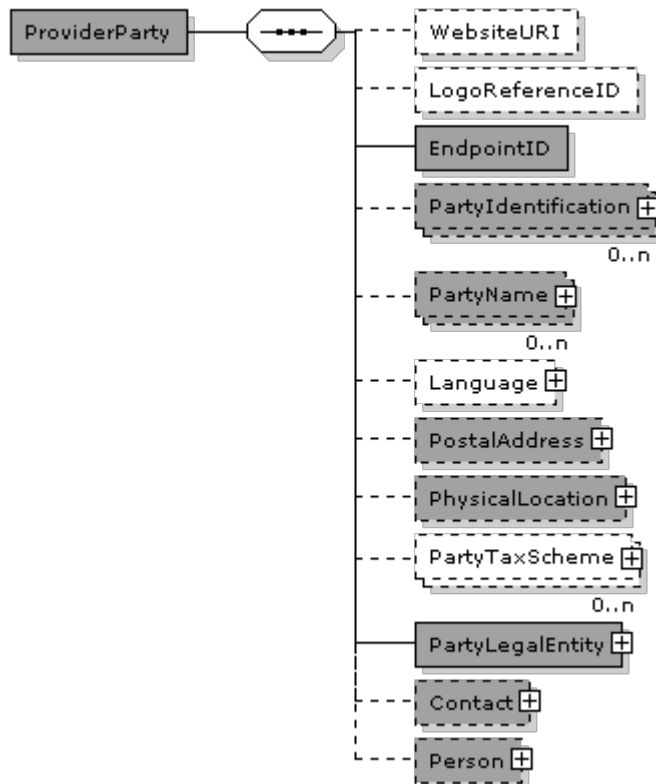 ProviderParty
WebsiteURI
LogoReferenceID
EndpointID
PartyIdentification
0..n
PartyName
0..n
Language
PostalAddress
PhysicalLocation
PartyTaxScheme
0..n
PartyLegalEntity
Contact
Person